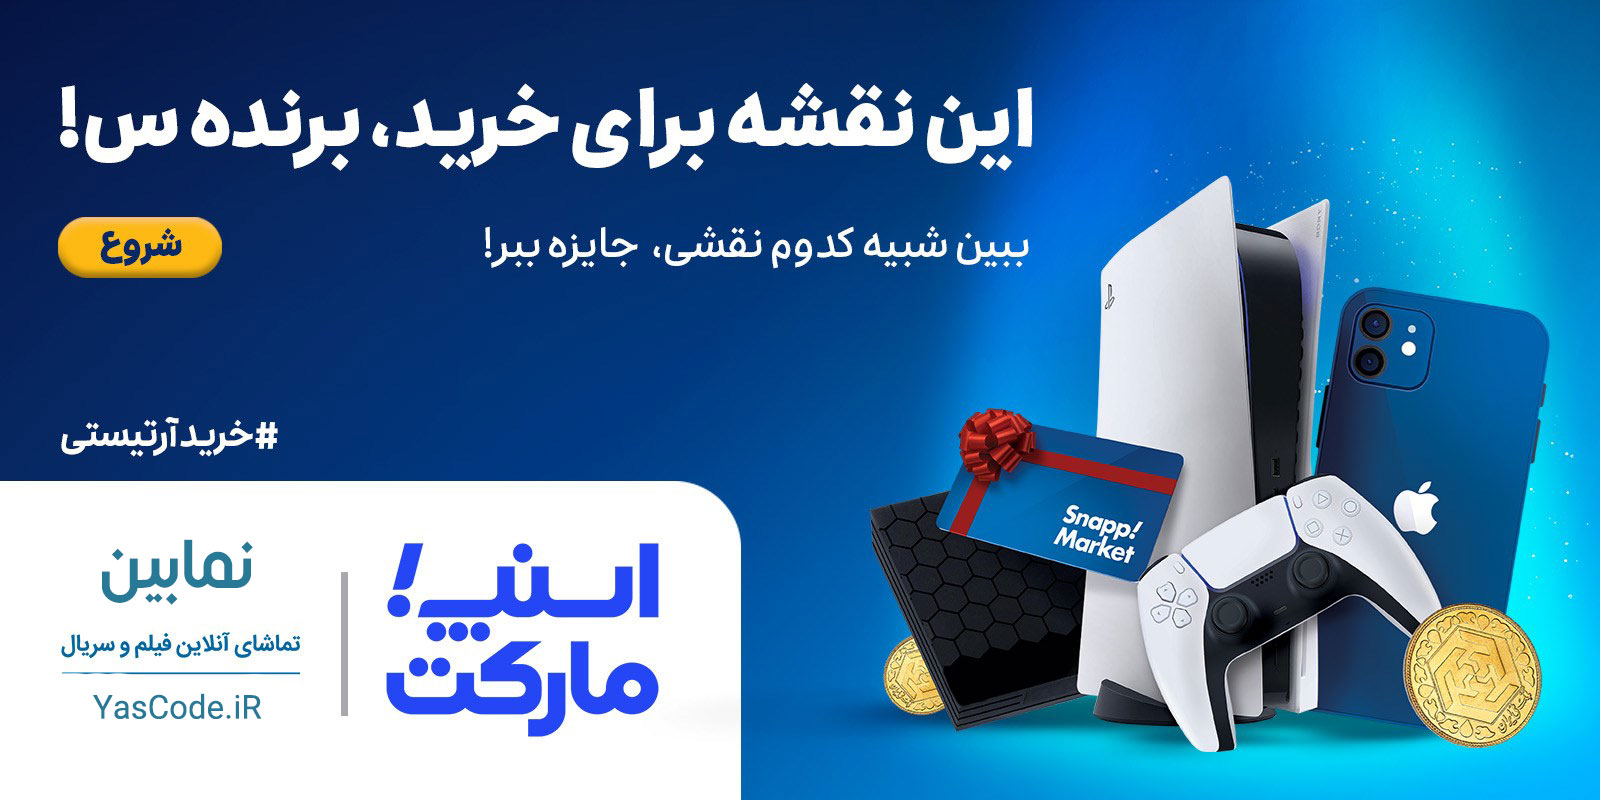 این نقشه برای خرید، برنده س!
ببین شبیه کدوم نقشی، جایزه ببر!
شروع
#خریدآرتیستی
Snapp!
Market
اسنپ!
مارکت
نمابین
تماشای آنلاین فیلم و سریال
YasCode.iR